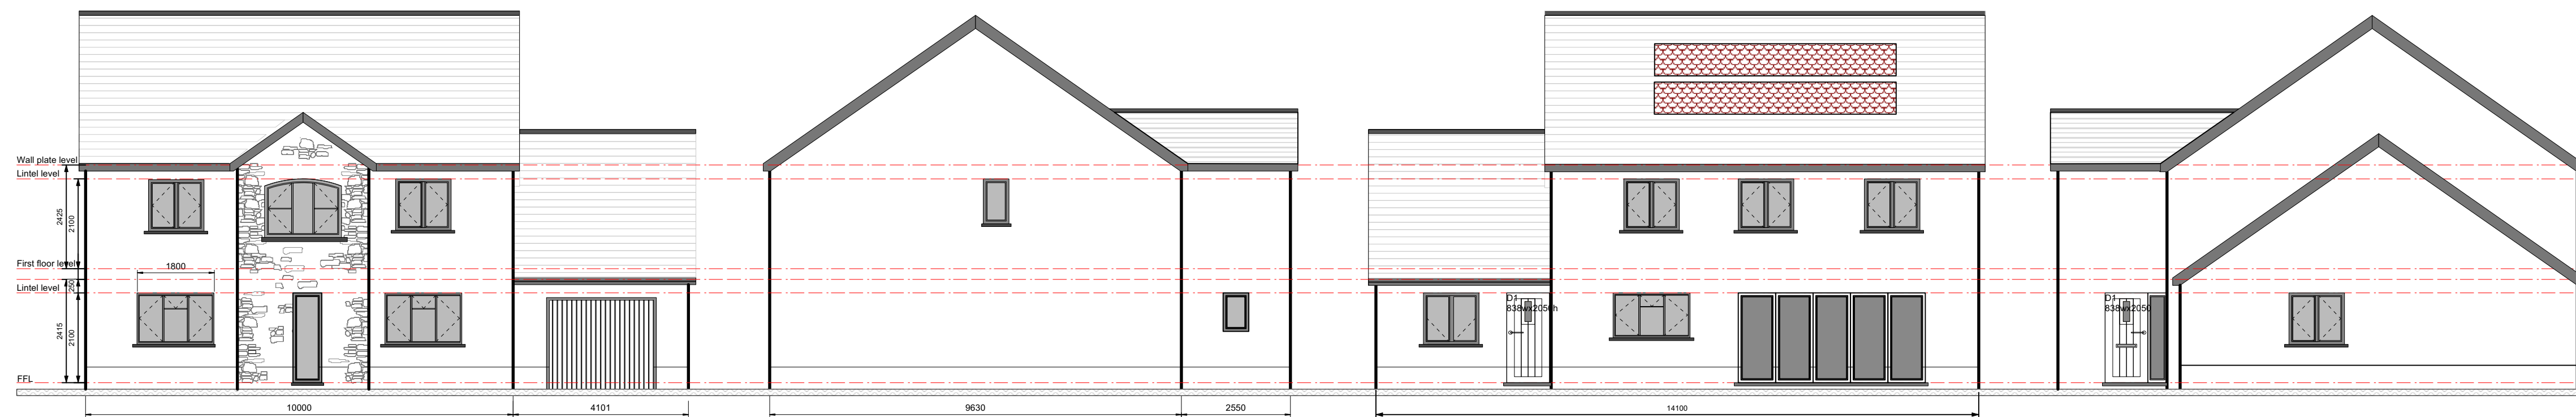 Wall plate level
Lintel level
2425
2100
First floor level
1800
250
Lintel level
2415
2100
FFL
10000
4101
9630
2550
D1
838wx2050h
14100
D1
838wx2050